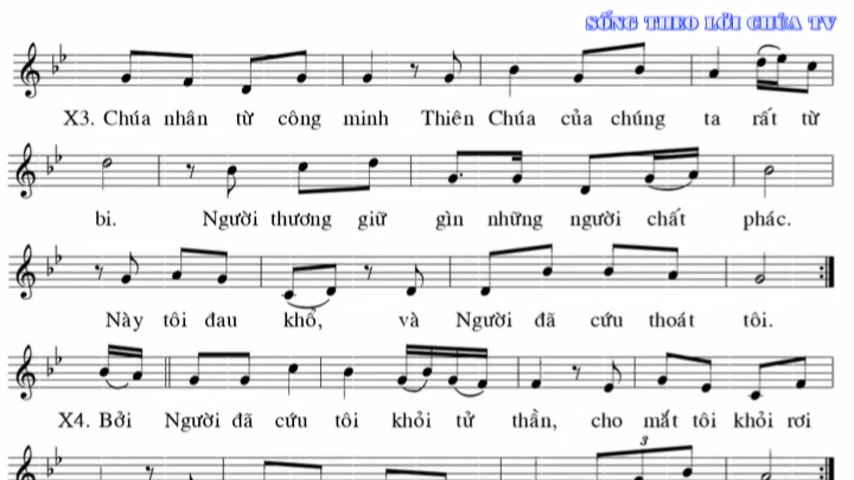 SỐNG THEO LỜI CHÚA TV
X3. Chúa nhân từ công minh Thiên Chúa của chúng ta rất từ
bi. Người thương giữ gìn những người chất phác.
Này tôi đau khổ, và Người đã cứu thoát tôi.
X4. Bởi Người đã cứu tôi khỏi tử thần, cho mắt tôi khỏi rơi
3